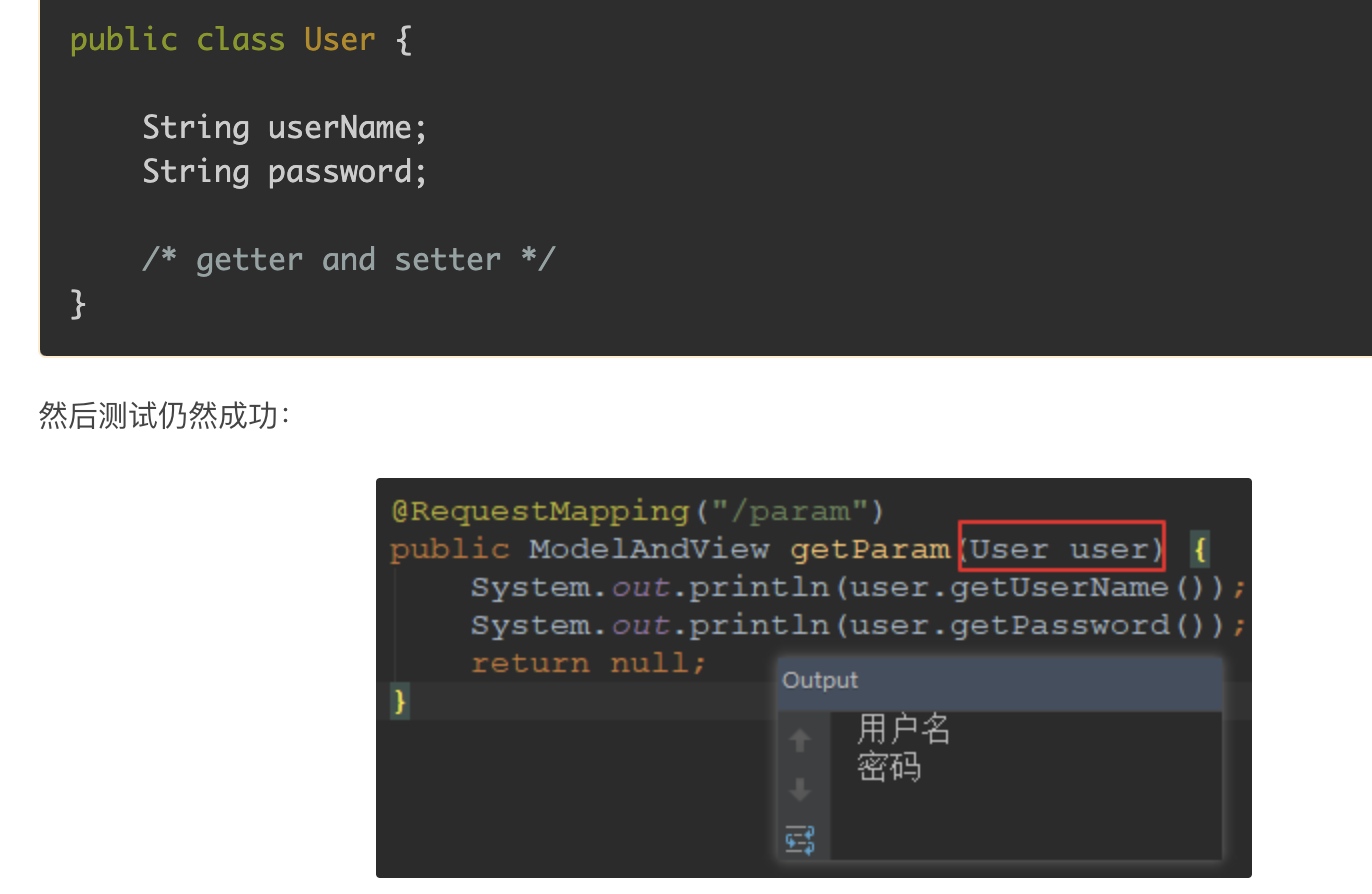 public class User {
String userName;
String password;
/* getter and setter */
}
然后测试仍然成功：
@RequestMapping("/param")
public ModelAndView getParam(User user) {
System.out.println(user.getUserName());
System.out.println(user.getPassword());
return null;
}
Output
用户名
密码